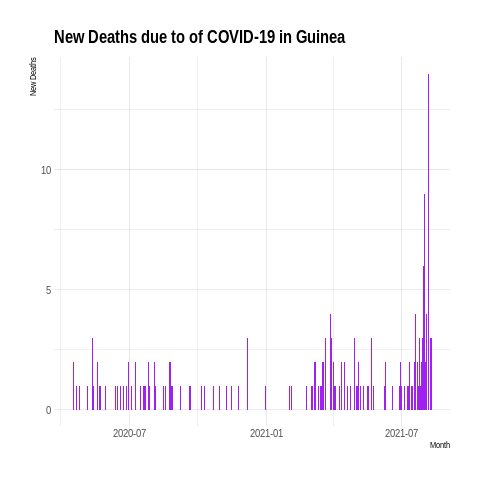 New Deaths due to of COVID-19 in Guinea
New Deaths
10
5
0
2020-07
2021-01
2021-07
Month